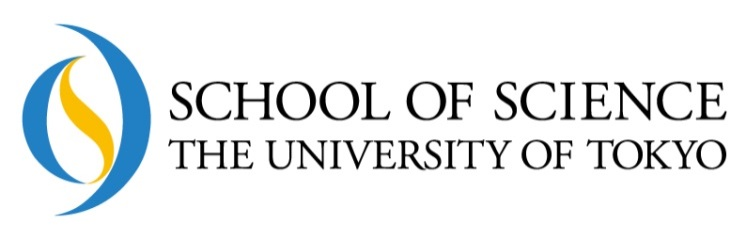 SCHOOL OF SCIENCE
THE UNIVERSITY OF TOKYO